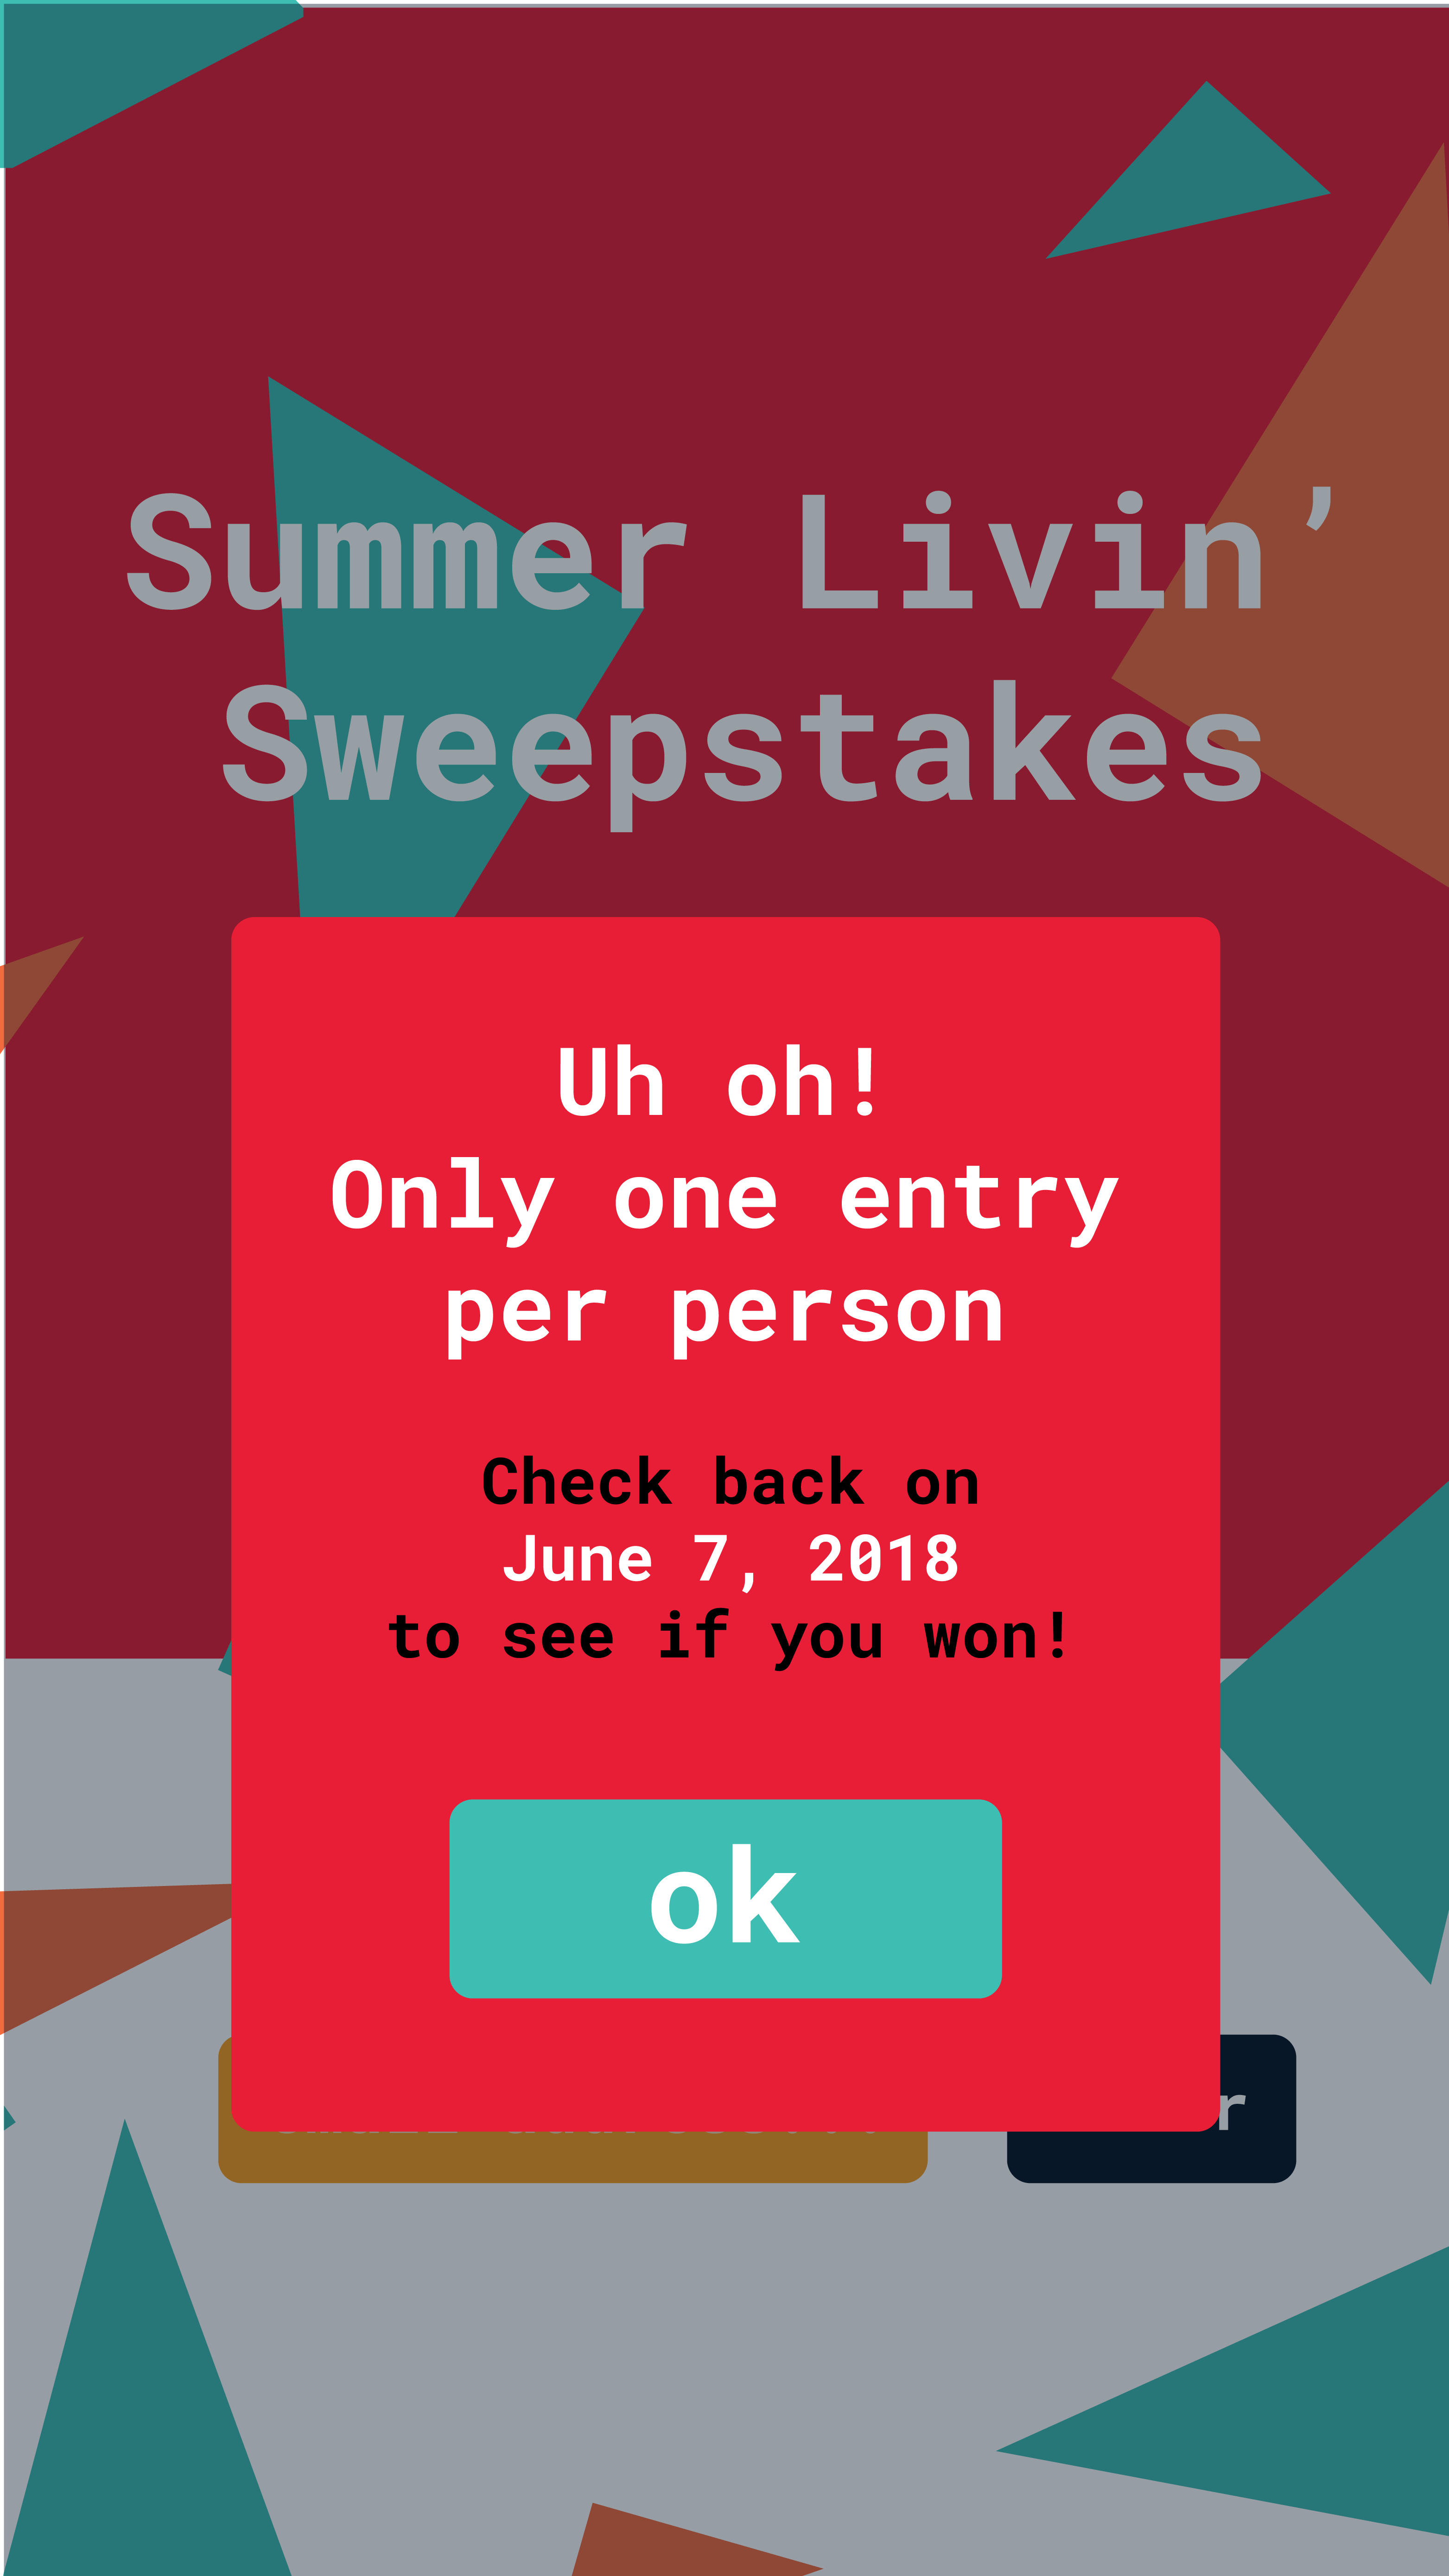 Summer Livin’
Sweepstakes
Uh oh!
Only one entry
per person
Check back on
June 7, 2018
to see if you won!
ok